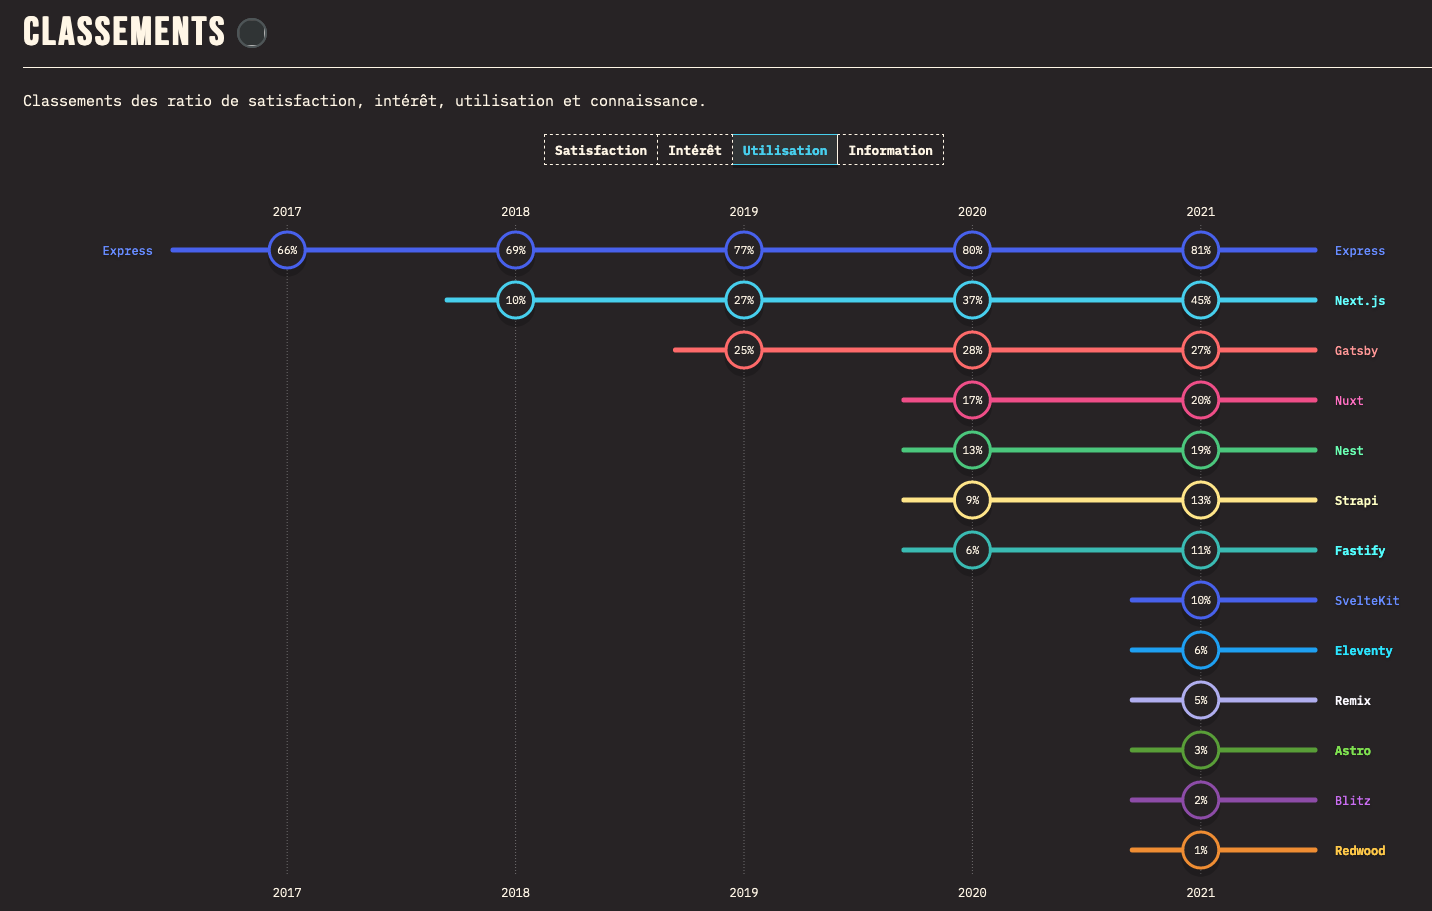 CLASSEMENTS
Classements des ratio de satisfaction, intérêt, utilisation et connaissance.
Satisfaction Intérêt Utilisation Information
2017 2018 2019 2020 2021
Express 66% 69% 77% 80% 81% Express
10% 27% 37% 45% Next.js
25% 28% 27% Gatsby
17% 20% Nuxt
13% 19% Nest
9% 13% Strapi
6% 11% Fastify
10% SvelteKit
6% Eleventy
5% Remix
3% Astro
2% Blitz
1% Redwood
2017 2018 2019 2020 2021